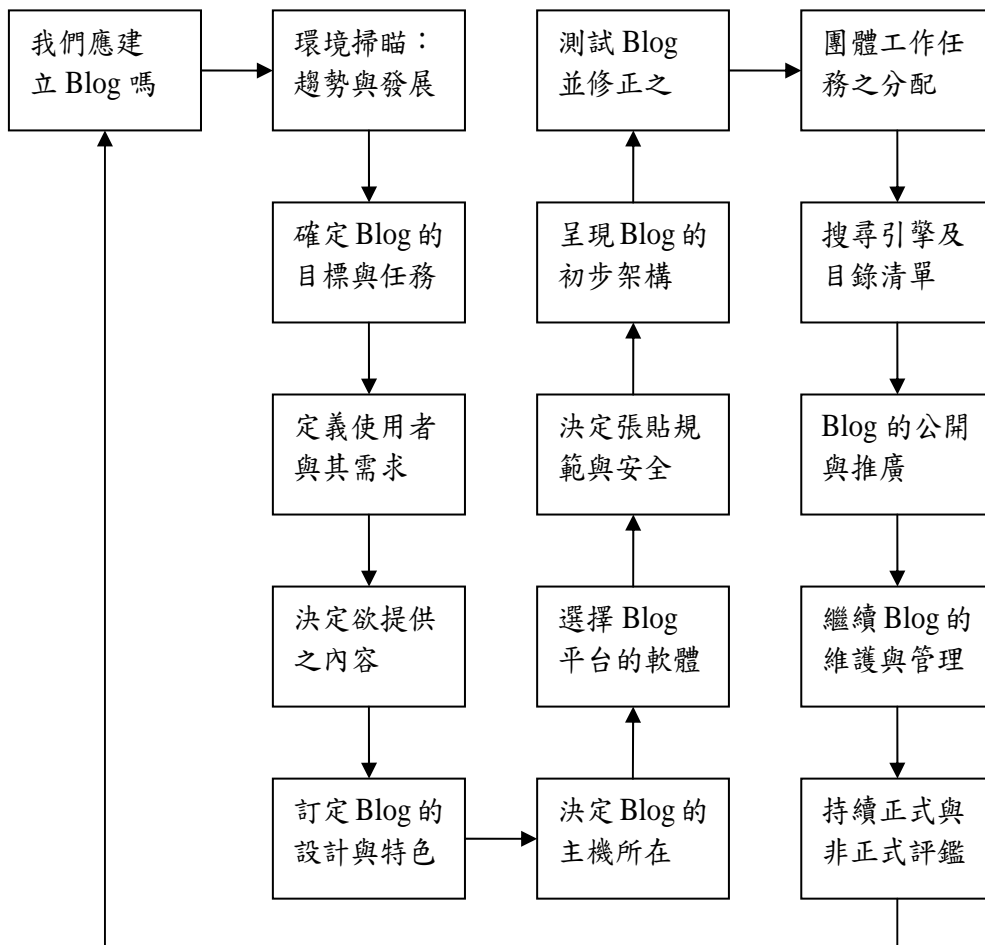 我們應建
立 Blog 嗎
環境掃瞄：
趨勢與發展
確定 Blog 的
目標與任務
定義使用者
與其需求
決定欲提供
之內容
訂定 Blog 的
設計與特色
決定 Blog 的
主機所在
選擇 Blog
平台的軟體
決定張貼規
範與安全
呈現 Blog 的
初步架構
測試 Blog
並修正之
團體工作任
務之分配
搜尋引擎及
目錄清單
Blog 的公開
與推廣
繼續 Blog 的
維護與管理
持續正式與
非正式評鑑